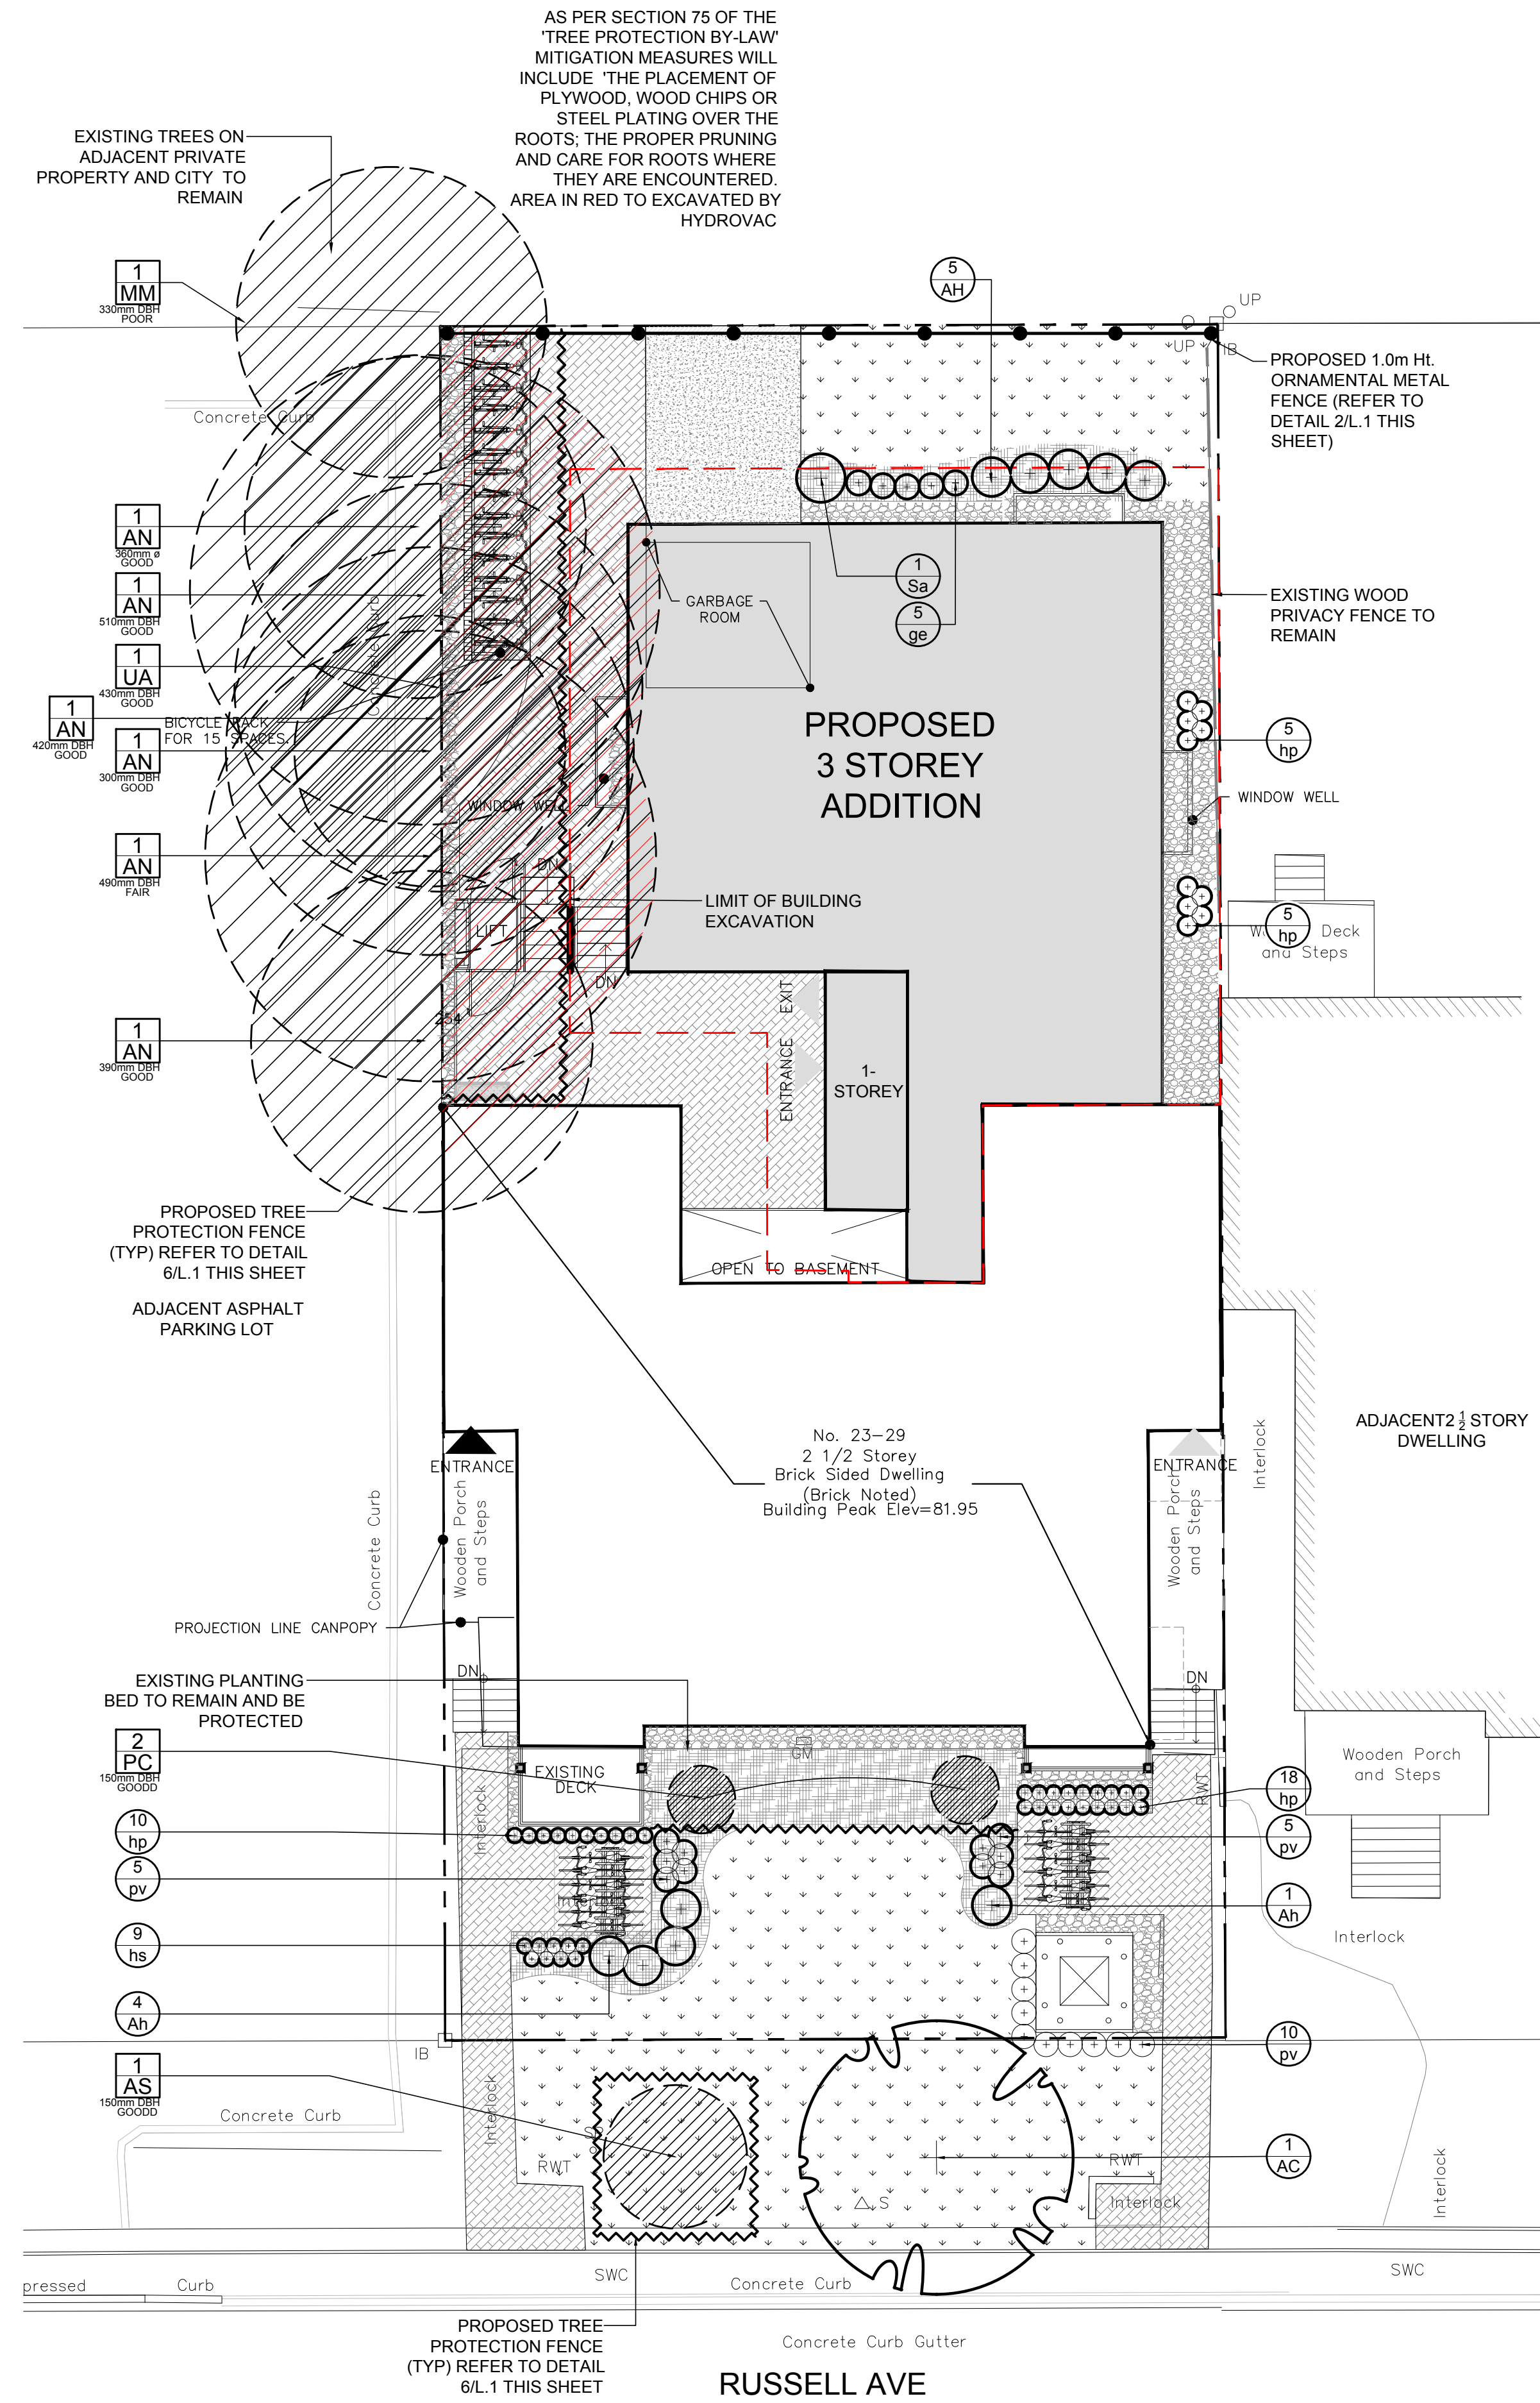 AS PER SECTION 75 OF THE
'TREE PROTECTION BY-LAW'
MITIGATION MEASURES WILL
INCLUDE 'THE PLACEMENT OF
PLYWOOD, WOOD CHIPS OR
STEEL PLATING OVER THE
ROOTS; THE PROPER PRUNING
AND CARE FOR ROOTS WHERE
THEY ARE ENCOUNTERED.
AREA IN RED TO EXCAVATED BY
HYDROVAC
EXISTING TREES ON
ADJACENT PRIVATE
PROPERTY AND CITY TO
REMAIN
1
MM
330mm DBH
POOR
5
AH
UP
UP
IB
PROPOSED 1.0m Ht.
ORNAMENTAL METAL
FENCE (REFER TO
DETAIL 2/L.1 THIS
SHEET)
Concrete Curb
1
AN
360mm ø
GOOD
1
AN
510mm DBH
GOOD
1
UA
430mm DBH
GOOD
1
AN
420mm DBH
GOOD
1
AN
300mm DBH
GOOD
1
AN
490mm DBH
FAIR
1
AN
390mm DBH
GOOD
Concrete Curb
BICYCLE RACK
FOR 15 SPACES.
WINDOW WELL
GARBAGE
ROOM
1
Sa
5
ge
EXISTING WOOD
PRIVACY FENCE TO
REMAIN
PROPOSED
3 STOREY
ADDITION
5
hp
WINDOW WELL
5
hp
Deck
and Steps
DN
LIFT
DN
LIMIT OF BUILDING
EXCAVATION
254
EXIT
ENTRANCE
1-
STOREY
OPEN TO BASEMENT
PROPOSED TREE
PROTECTION FENCE
(TYP) REFER TO DETAIL
6/L.1 THIS SHEET
ADJACENT ASPHALT
PARKING LOT
No. 23-29
2 1/2 Storey
Brick Sided Dwelling
(Brick Noted)
Building Peak Elev=81.95
ADJACENT2 ½ STORY
DWELLING
Interlock
ENTRANCE
ENTRANCE
Concrete Curb
Wooden Porch
and Steps
Wooden Porch
and Steps
PROJECTION LINE CANPOPY
DN
DN
EXISTING PLANTING
BED TO REMAIN AND BE
PROTECTED
2
PC
150mm DBH
GOODD
EXISTING
DECK
GM
Interlock
RWT
Wooden Porch
and Steps
18
hp
10
hp
5
pv
5
pv
1
Ah
9
hs
4
Ah
Interlock
10
pv
IB
1
AS
150mm DBH
GOODD
Concrete Curb
Interlock
RWT
S
RWT
Interlock
1
AC
Interlock
SWC
Concrete Curb
SWC
pressed
Curb
PROPOSED TREE
PROTECTION FENCE
(TYP) REFER TO DETAIL
6/L.1 THIS SHEET
Concrete Curb Gutter
RUSSELL AVE